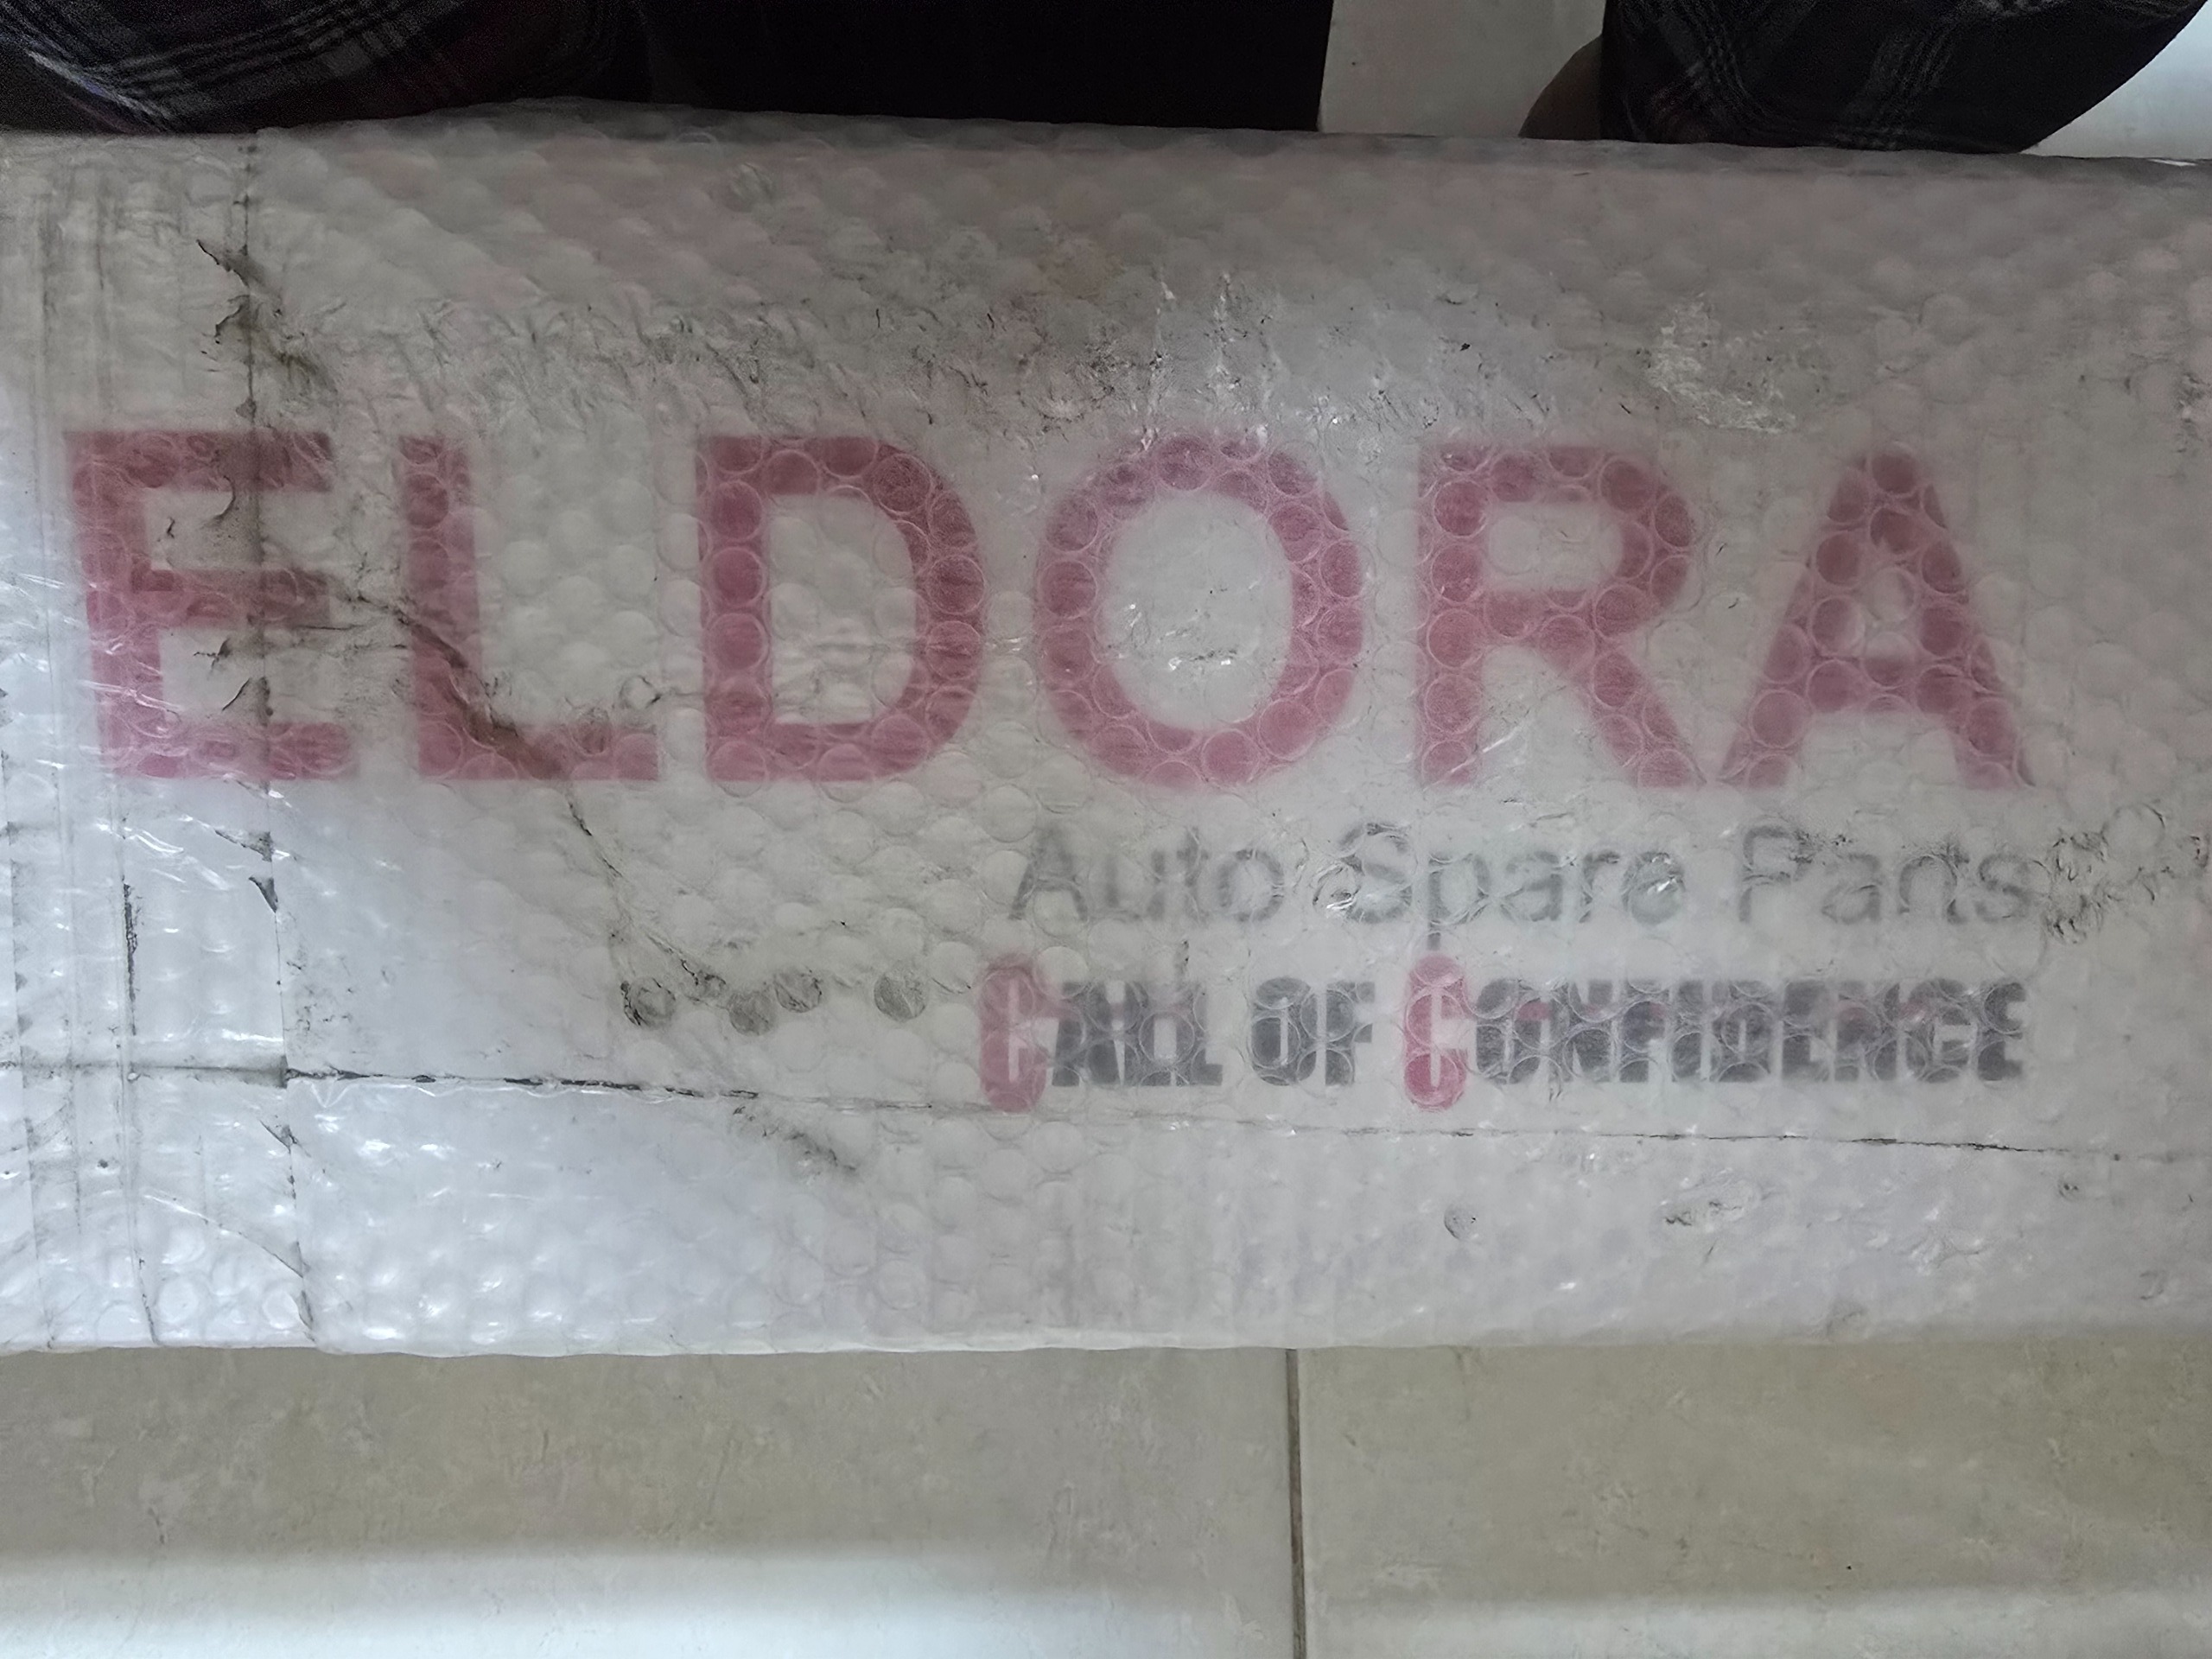 ELDORA
Auto Spare Parts
CALL OF CONFIDENCE